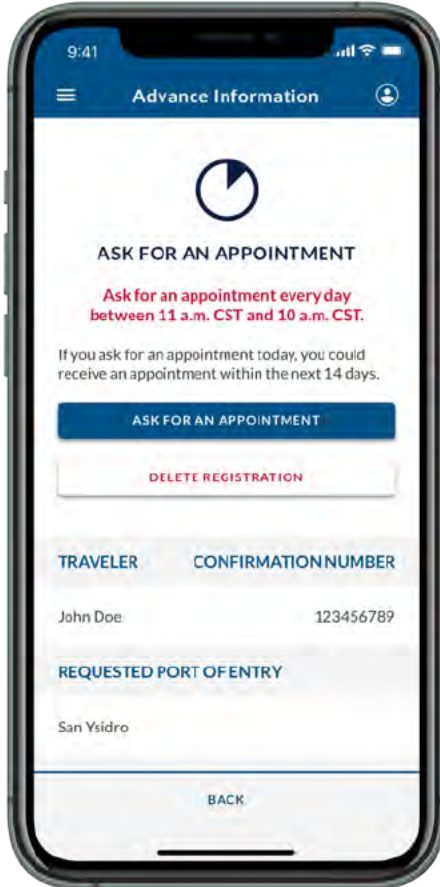 9:41
Advance Information
ASK FOR AN APPOINTMENT
Ask for an appointment every day
between 11 a.m. CST and 10 a.m. CST.
If you ask for an appointment today, you could
receive an appointment within the next 14 days.
ASK FOR AN APPOINTMENT
DELETE REGISTRATION
TRAVELER CONFIRMATION NUMBER
John Doe 123456789
REQUESTED PORT OF ENTRY
San Ysidro
BACK